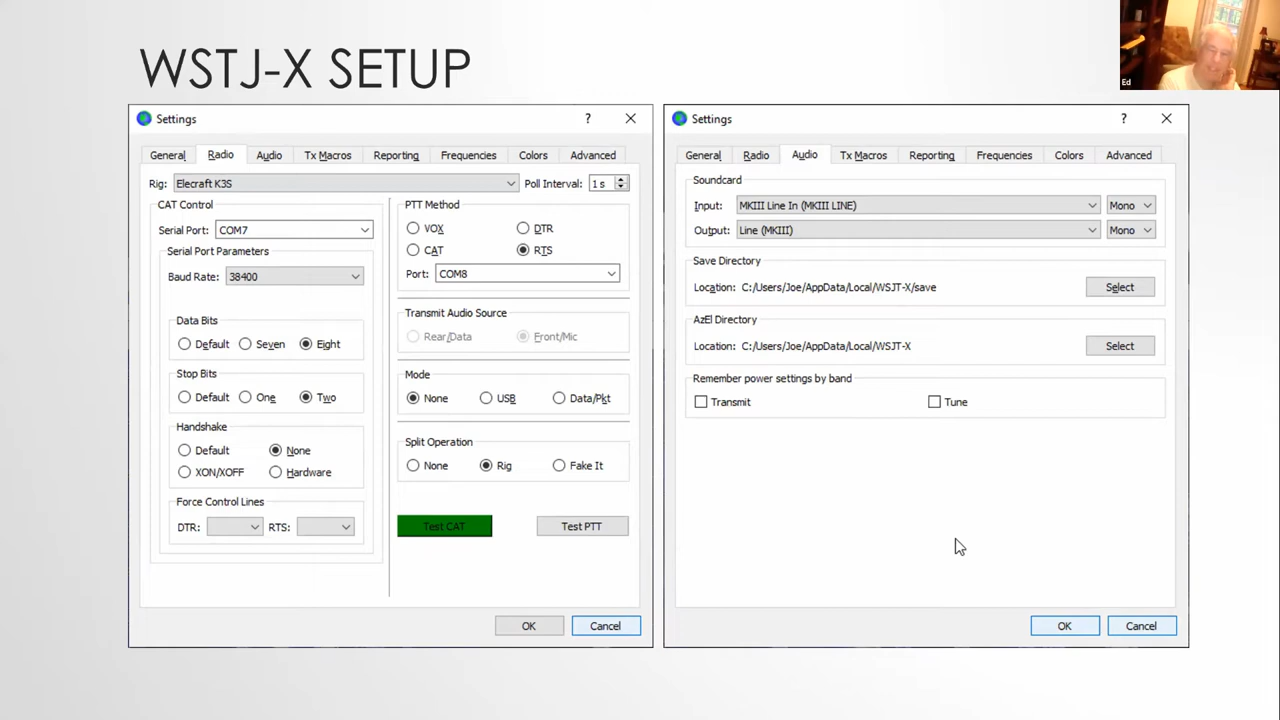 WSTJ-X SETUP
Ed
Settings
?
General Radio Audio Tx Macros Reporting Frequencies Colors Advanced
Rig: Elecraft K3S Poll Interval: 1 s
CAT Control
Serial Port: COM7
Serial Port Parameters
Baud Rate: 38400
Data Bits
Default Seven Eight
Stop Bits
Default One Two
Handshake
Default None
XON/XOFF Hardware
Force Control Lines
DTR: RTS:
PTT Method
VOX DTR
CAT RTS
Port: COM8
Transmit Audio Source
Rear/Data Front/Mic
Mode
None USB Data/Pkt
Split Operation
None Rig Fake It
Test CAT Test PTT
OK Cancel
Settings
?
General Radio Audio Tx Macros Reporting Frequencies Colors Advanced
Soundcard
Input: MKIII Line In (MKIII LINE) Mono
Output: Line (MKIII) Mono
Save Directory
Location: C:/Users/Joe/AppData/Local/WSJT-X/save Select
AzEl Directory
Location: C:/Users/Joe/AppData/Local/WSJT-X Select
Remember power settings by band
Transmit Tune
OK Cancel